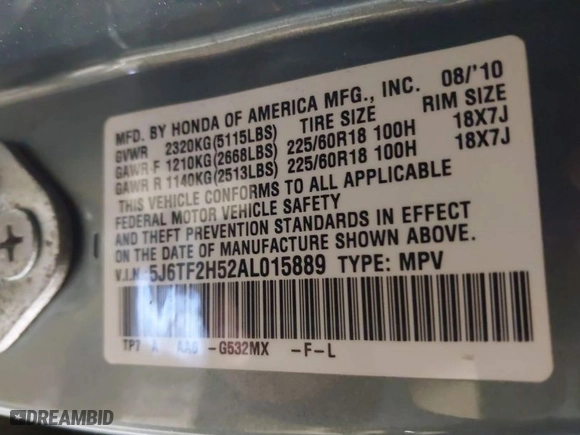 MFD. BY HONDA OF AMERICA MFG., INC. 08/'10
GVWR 2320KG(5115LBS) TIRE SIZE RIM SIZE
GAWR F 1210KG(2668LBS) 225/60R18 100H 18X7J
GAWR R 1140KG(2513LBS) 225/60R18 100H 18X7J
THIS VEHICLE CONFORMS TO ALL APPLICABLE
FEDERAL MOTOR VEHICLE SAFETY
AND THEFT PREVENTION STANDARDS IN EFFECT
ON THE DATE OF MANUFACTURE SHOWN ABOVE.
V.I.N. 5J6TF2H52AL015889 TYPE: MPV
A -G532MX -F-L
DREAMBID